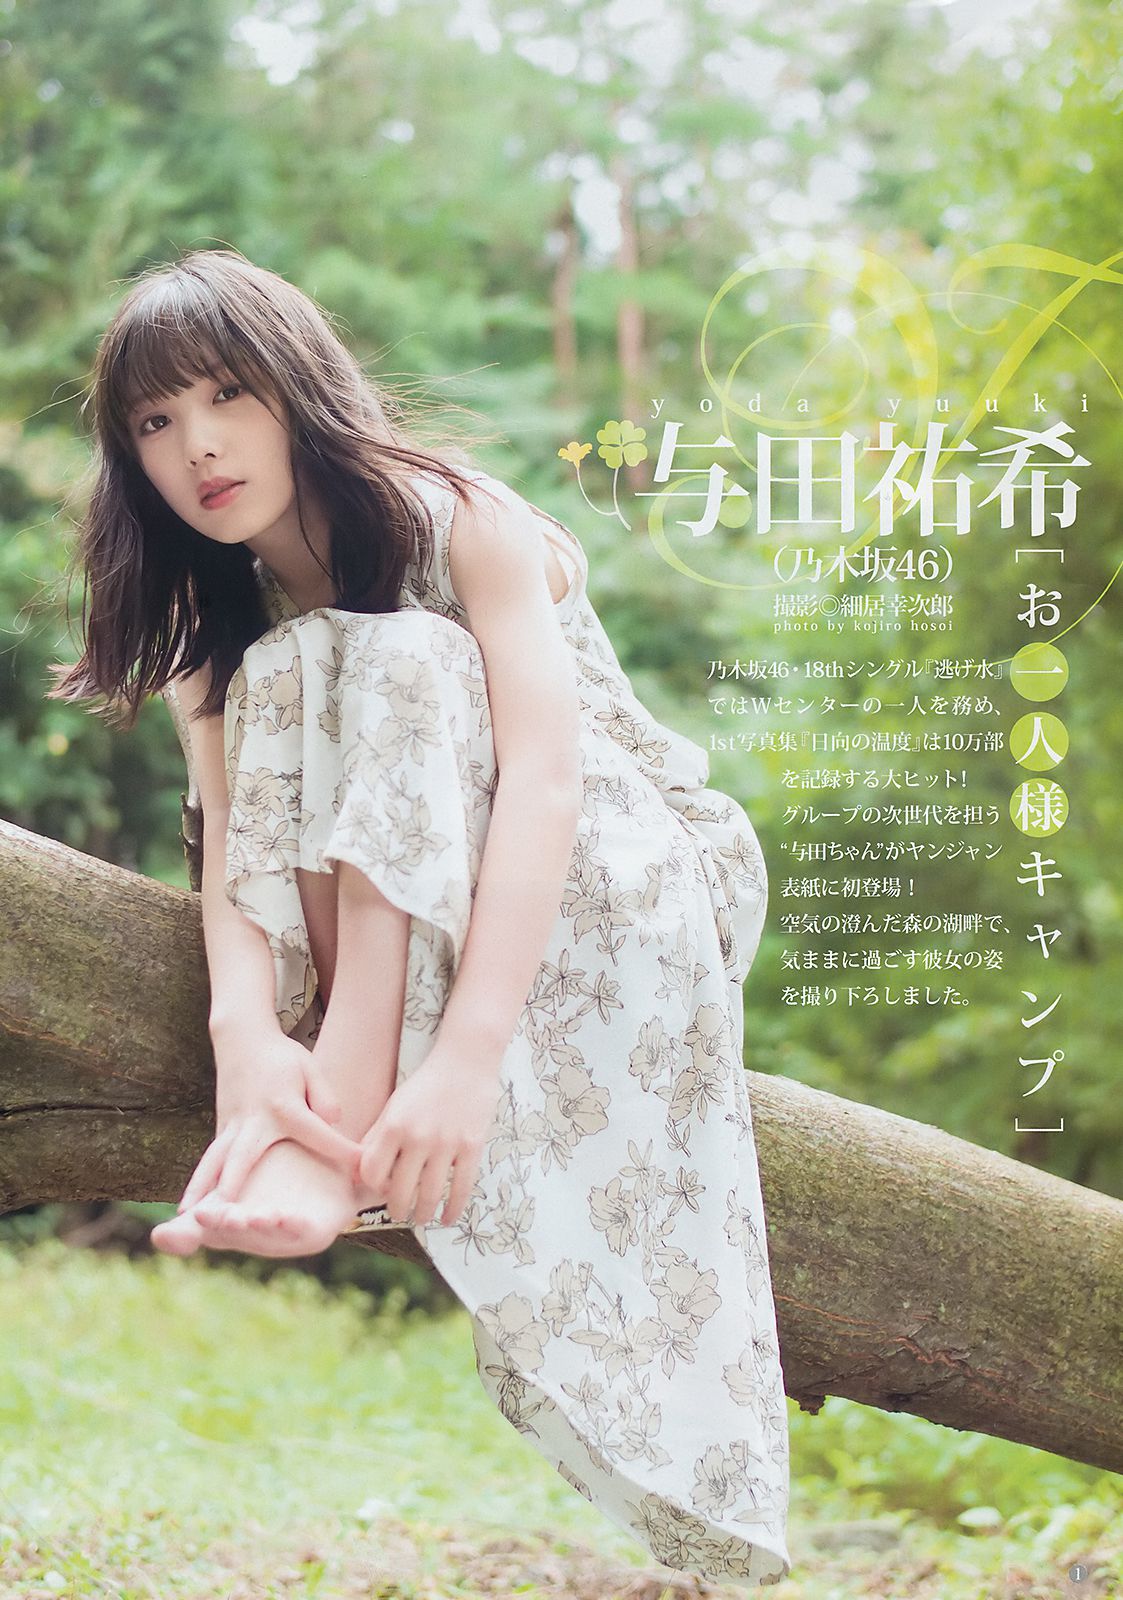 yoda yuuki
与田祐希
（乃木坂46）
撮影◎細居幸次郎
photo by kojiro hosoi
［お一人様キャンプ］
乃木坂46・18thシングル『逃げ水』
ではＷセンターの一人を務め、
1st写真集『日向の温度』は10万部
を記録する大ヒット！
グループの次世代を担う
“与田ちゃん”がヤンジャン
表紙に初登場！
空気の澄んだ森の湖畔で、
気ままに過ごす彼女の姿
を撮り下ろしました。
1